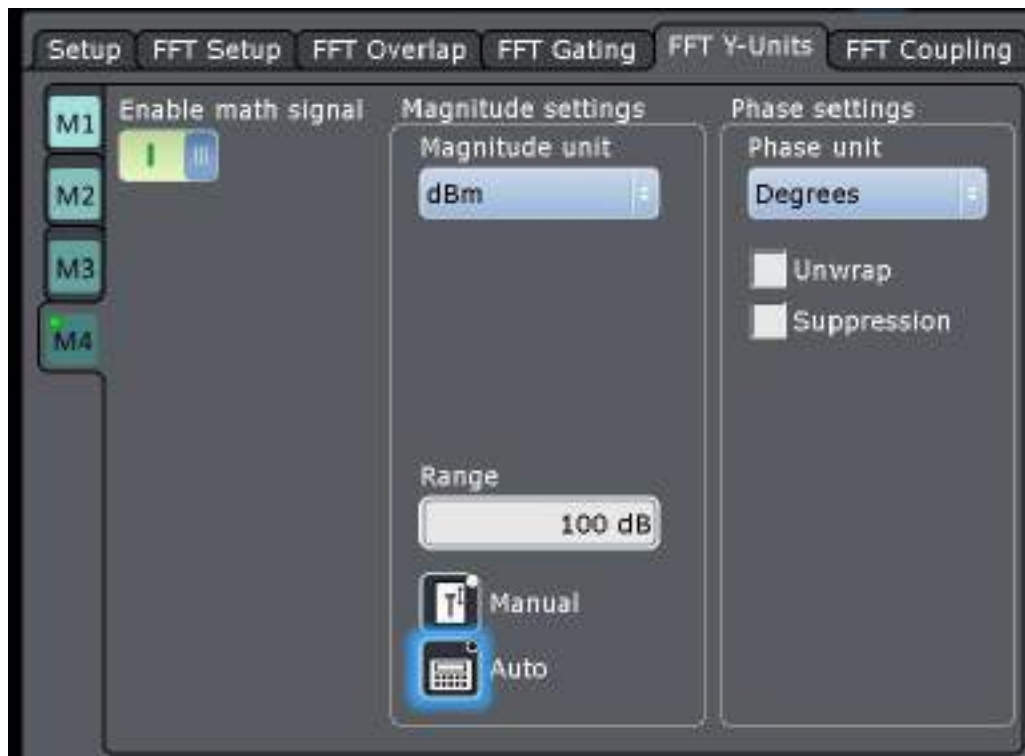 Setup FFT Setup FFT Overlap FFT Gating FFT Y-Units FFT Coupling
M1
M2
M3
M4
Enable math signal
Magnitude settings
Magnitude unit
dBm
Range
100 dB
Manual
Auto
Phase settings
Phase unit
Degrees
Unwrap
Suppression